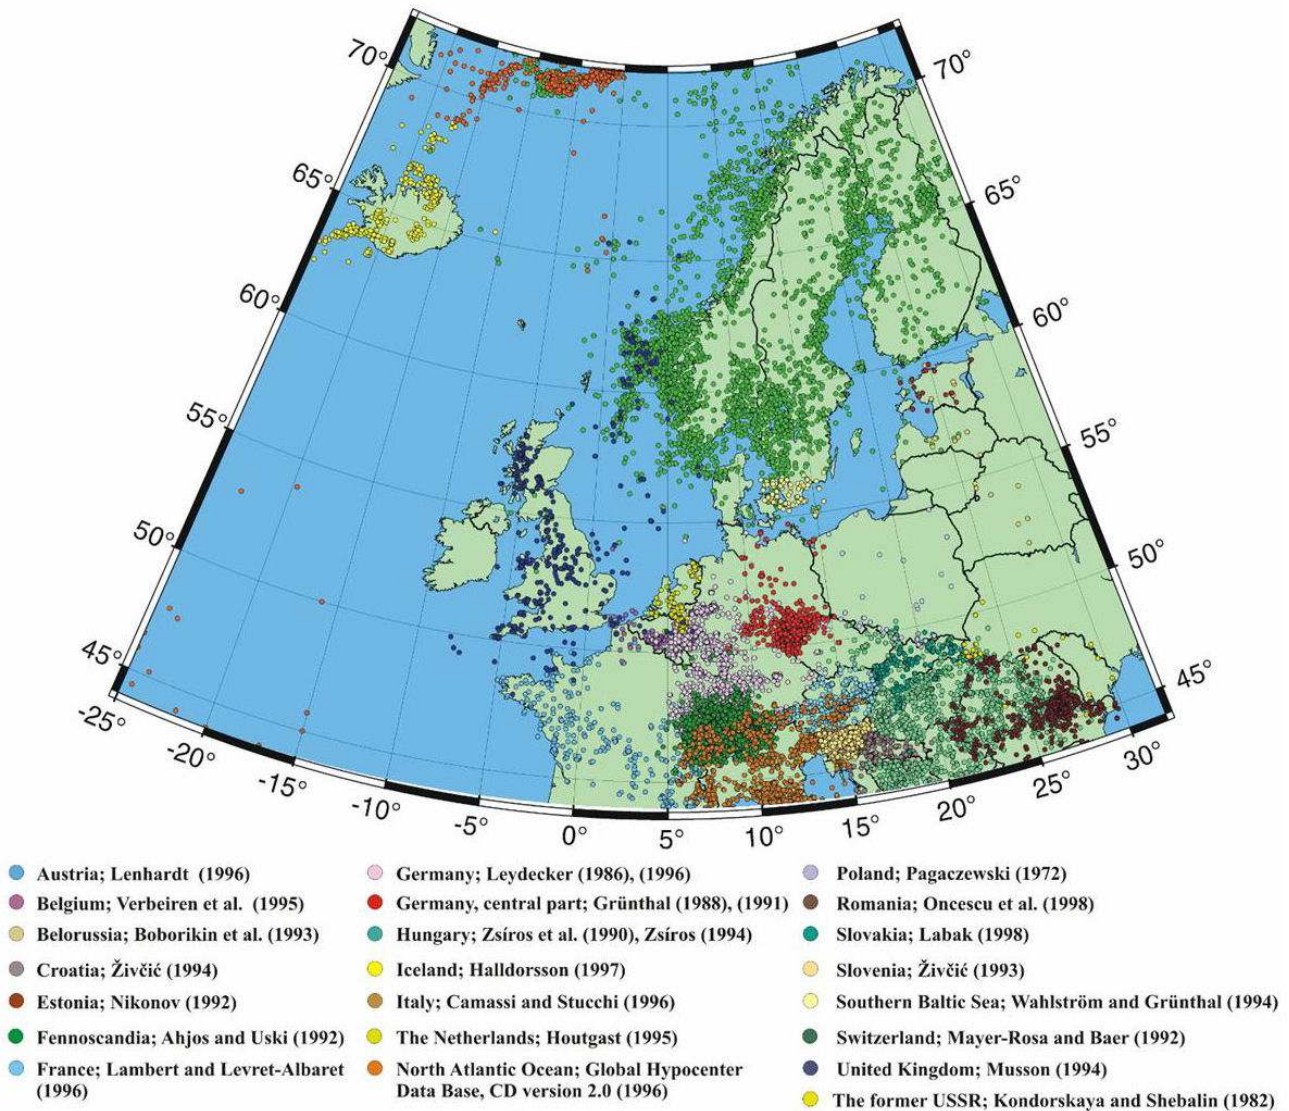 70°
70°
65°
65°
60°
60°
55°
55°
50°
50°
45°
45°
-25°
-20°
-15°
-10°
-5°
0°
5°
10°
15°
20°
25°
30°
Austria; Lenhardt (1996)
Belgium; Verbeiren et al. (1995)
Belorussia; Boborikin et al. (1993)
Croatia; Živčić (1994)
Estonia; Nikonov (1992)
Fennoscandia; Ahjos and Uski (1992)
France; Lambert and Levret-Albaret
(1996)
Germany; Leydecker (1986), (1996)
Germany, central part; Grünthal (1988), (1991)
Hungary; Zsíros et al. (1990), Zsíros (1994)
Iceland; Halldorsson (1997)
Italy; Camassi and Stucchi (1996)
The Netherlands; Houtgast (1995)
North Atlantic Ocean; Global Hypocenter
Data Base, CD version 2.0 (1996)
Poland; Pagaczewski (1972)
Romania; Oncescu et al. (1998)
Slovakia; Labak (1998)
Slovenia; Živčić (1993)
Southern Baltic Sea; Wahlström and Grünthal (1994)
Switzerland; Mayer-Rosa and Baer (1992)
United Kingdom; Musson (1994)
The former USSR; Kondorskaya and Shebalin (1982)